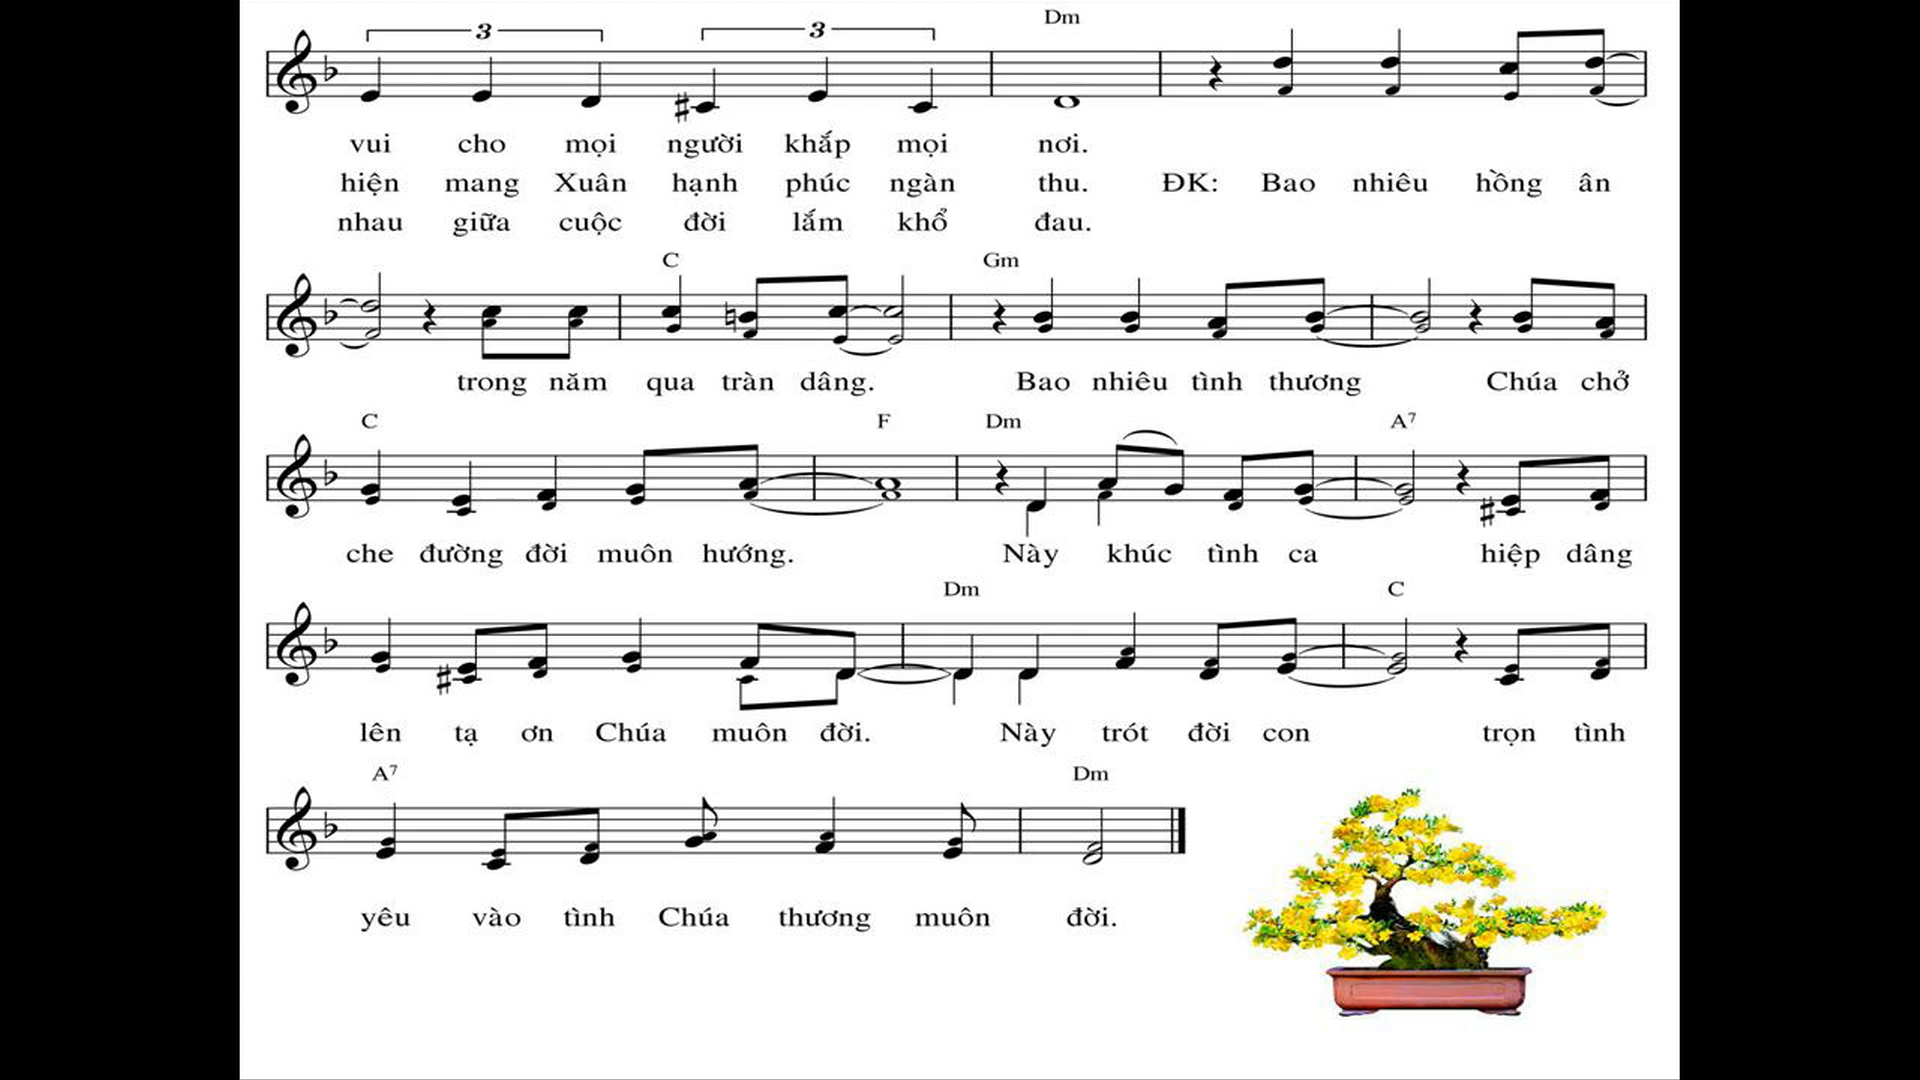 3 3 Dm
vui cho mọi người khắp mọi nơi.
hiện mang Xuân hạnh phúc ngàn thu. ĐK: Bao nhiêu hồng ân
nhau giữa cuộc đời lắm khổ đau.
C Gm
trong năm qua tràn dâng. Bao nhiêu tình thương Chúa chở
C F Dm A7
che đường đời muôn hướng. Này khúc tình ca hiệp dâng
Dm C
lên tạ ơn Chúa muôn đời. Này trót đời con trọn tình
A7 Dm
yêu vào tình Chúa thương muôn đời.